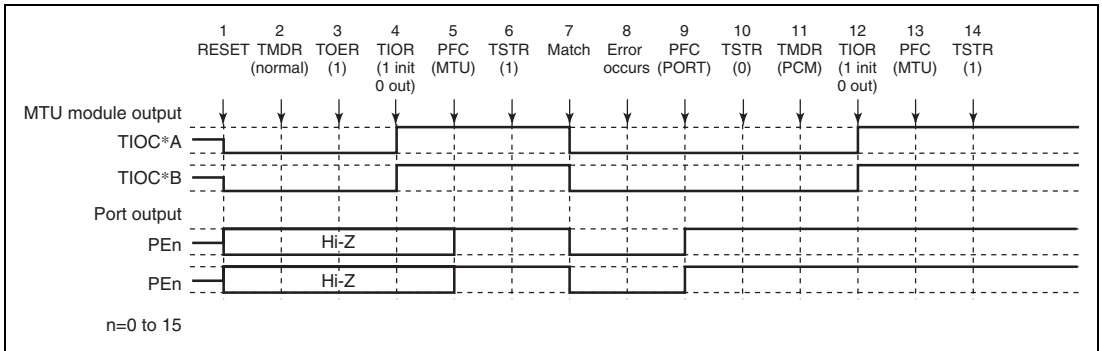 1 2 3 4 5 6 7 8 9 10 11 12 13 14
RESET TMDR TOER TIOR PFC TSTR Match Error PFC TSTR TMDR TIOR PFC TSTR
(normal) (1) (1 init (MTU) (1) occurs (PORT) (0) (PCM) (1 init (MTU) (1)
0 out) 0 out)
MTU module output
TIOC*A
TIOC*B
Port output
PEn Hi-Z
PEn Hi-Z
n=0 to 15